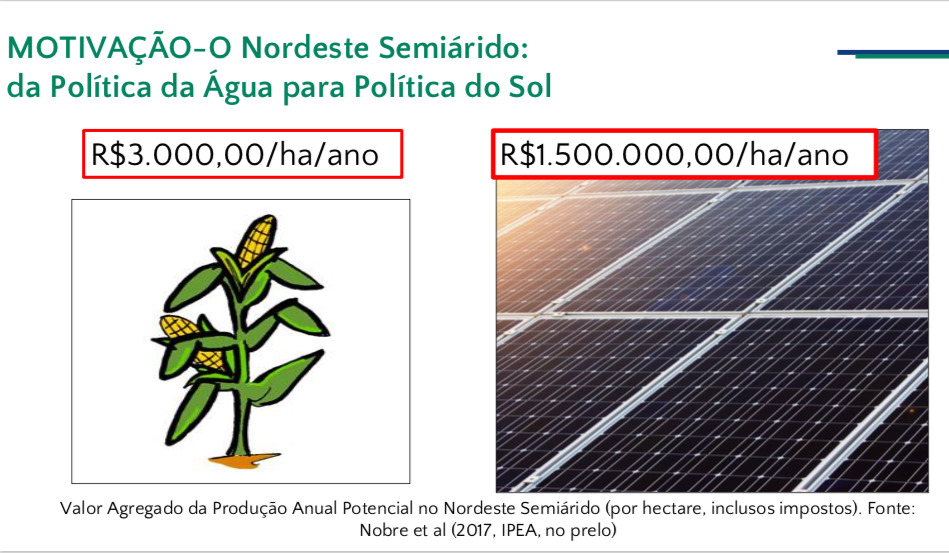 MOTIVAÇÃO-O Nordeste Semiárido:
da Política da Água para Política do Sol
R$3.000,00/ha/ano
R$1.500.000,00/ha/ano
Valor Agregado da Produção Anual Potencial no Nordeste Semiárido (por hectare, inclusos impostos). Fonte:
Nobre et al (2017, IPEA, no prelo)